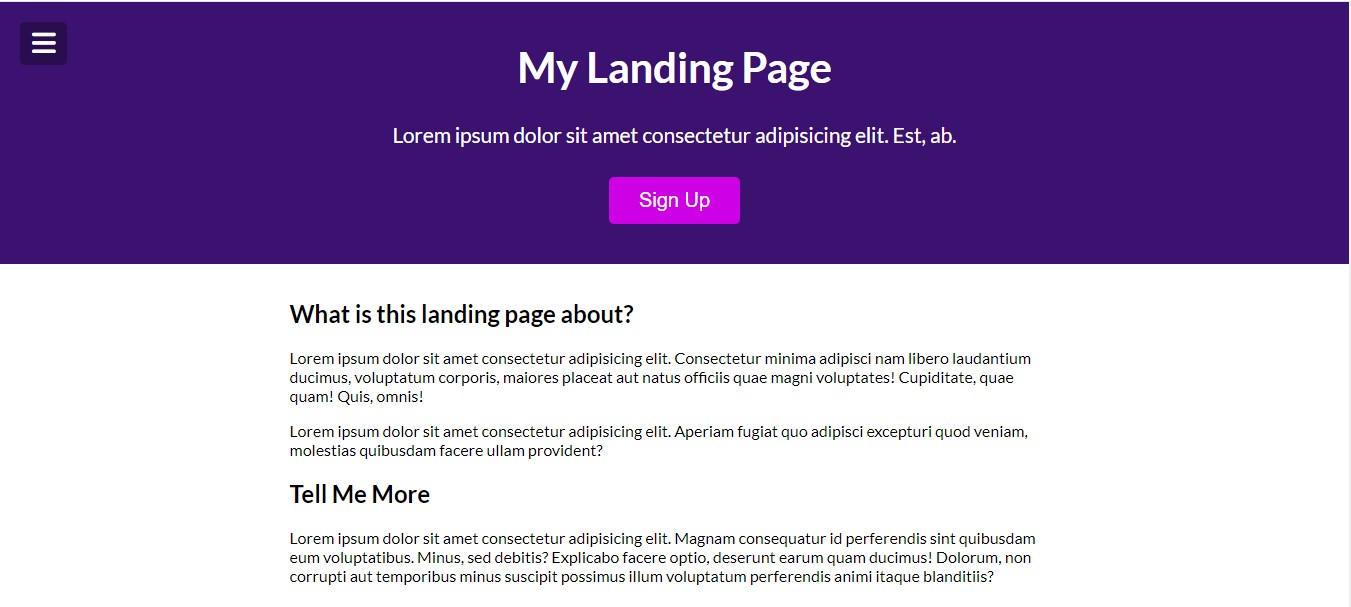 My Landing Page
Lorem ipsum dolor sit amet consectetur adipisicing elit. Est, ab.
Sign Up
What is this landing page about?
Lorem ipsum dolor sit amet consectetur adipisicing elit. Consectetur minima adipisci nam libero laudantium
ducimus, voluptatum corporis, maiores placeat aut natus officiis quae magni voluptates! Cupiditate, quae
quam! Quis, omnis!
Lorem ipsum dolor sit amet consectetur adipisicing elit. Aperiam fugiat quo adipisci excepturi quod veniam,
molestias quibusdam facere ullam provident?
Tell Me More
Lorem ipsum dolor sit amet consectetur adipisicing elit. Magnam consequatur id perferendis sint quibusdam
eum voluptatibus. Minus, sed debitis? Explicabo facere optio, deserunt earum quam ducimus! Dolorum, non
corrupti aut temporibus minus suscipit possimus illum voluptatum perferendis animi itaque blanditiis?